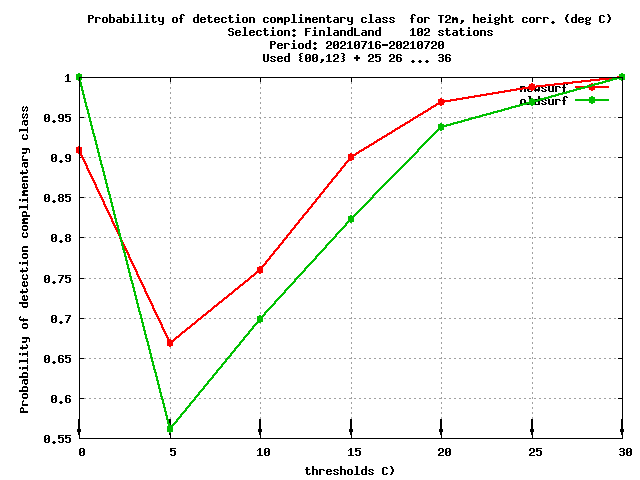 Probability of detection complimentary class  for T2m, height corr. (deg C)
Selection: FinlandLand    102 stations
Period: 20210716-20210720
Used {00,12} + 25 26 ... 36
Probability of detection complimentary class
1
0.95
0.9
0.85
0.8
0.75
0.7
0.65
0.6
0.55
newsurf
oldsurf
0 5 10 15 20 25 30
thresholds C)